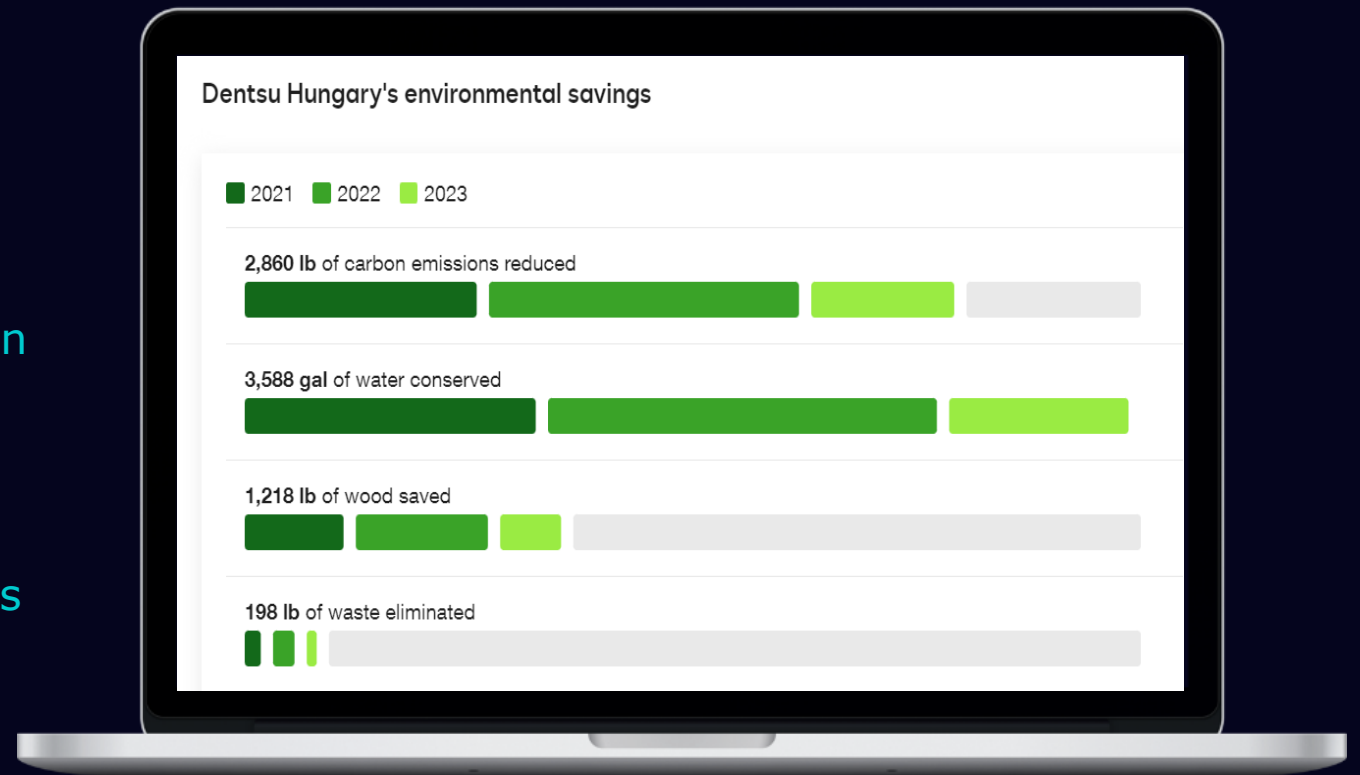 Dentsu Hungary's environmental savings
2021 2022 2023
2,860 lb of carbon emissions reduced
n
3,588 gal of water conserved
1,218 lb of wood saved
s
198 lb of waste eliminated